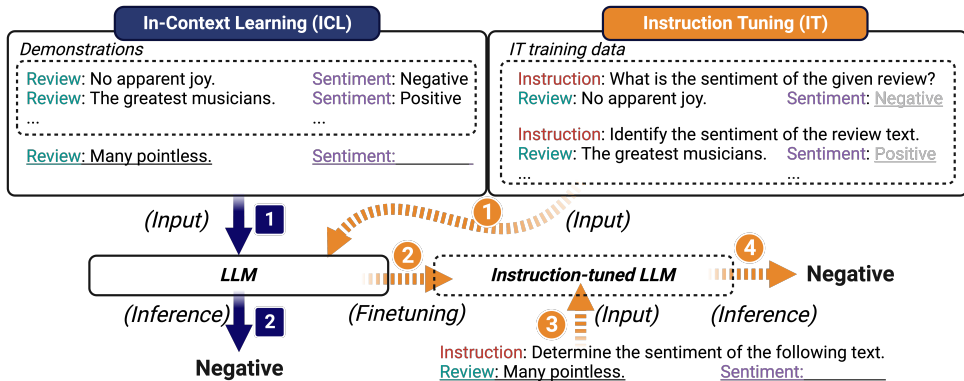 In-Context Learning (ICL)
Demonstrations
Review: No apparent joy. Sentiment: Negative
Review: The greatest musicians. Sentiment: Positive
... ...
Review: Many pointless. Sentiment:________
Instruction Tuning (IT)
IT training data
Instruction: What is the sentiment of the given review?
Review: No apparent joy. Sentiment: Negative
Instruction: Identify the sentiment of the review text.
Review: The greatest musicians. Sentiment: Positive
... ...
(Input) 1
1 (Input)
LLM
2
Instruction-tuned LLM
4
Negative
(Inference) 2
(Finetuning)
3 (Input)
(Inference)
Negative
Instruction: Determine the sentiment of the following text.
Review: Many pointless. Sentiment:________